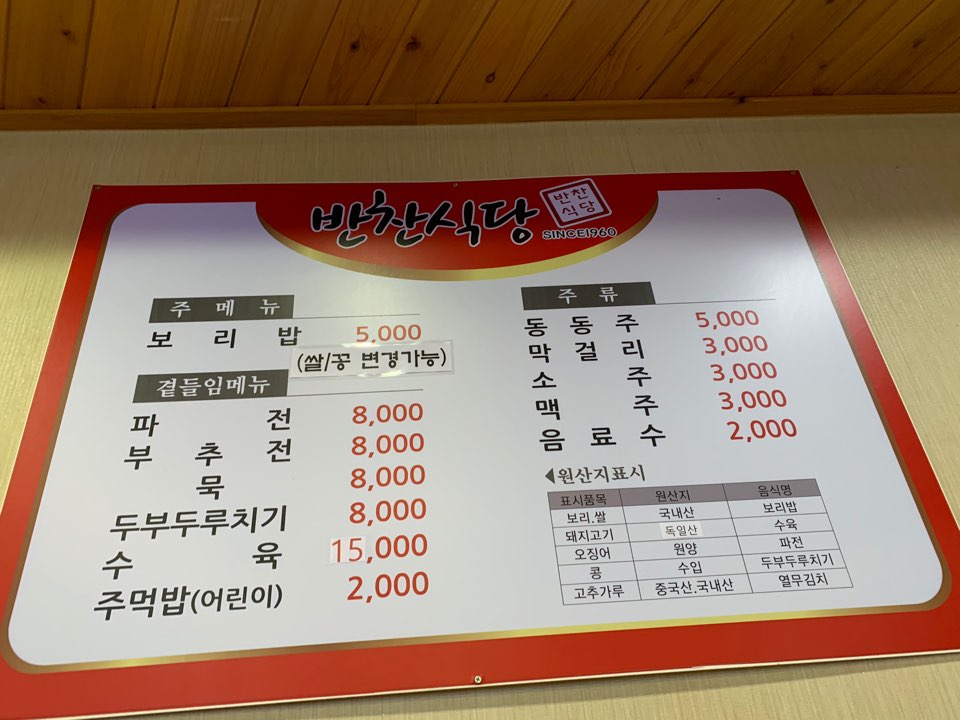 반찬식당
반찬
식당
SINCE1960
주 메 뉴
보 리 밥 5,000
(쌀/꽁 변경가능)
곁들임메뉴
파 전 8,000
부 추 전 8,000
묵 8,000
두부두루치기 8,000
수 육 15,000
주먹밥(어린이) 2,000
주 류
동 동 주 5,000
막 걸 리 3,000
소 주 3,000
맥 주 3,000
음 료 수 2,000
◀원산지표시
표시품목 원산지 음식명
보리.쌀 국내산 보리밥
돼지고기 독일산 수육
오징어 원양 파전
콩 수입 두부두루치기
고추가루 중국산.국내산 열무김치